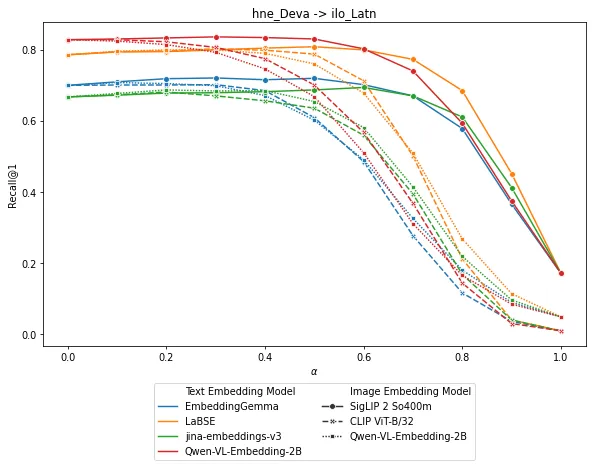 hne_Deva -> ilo_Latn
Recall@1
0.8
0.6
0.4
0.2
0.0
0.0 0.2 0.4 0.6 0.8 1.0
α
Text Embedding Model
EmbeddingGemma
LaBSE
jina-embeddings-v3
Qwen-VL-Embedding-2B
Image Embedding Model
SigLIP 2 So400m
CLIP ViT-B/32
Qwen-VL-Embedding-2B